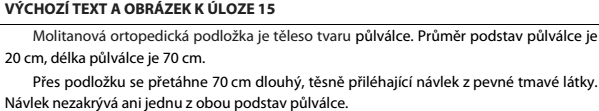 VÝCHOZÍ TEXT A OBRÁZEK K ÚLOZE 15
Molitanová ortopedická podložka je těleso tvaru půlválce. Průměr podstav půlválce je
20 cm, délka půlválce je 70 cm.
Přes podložku se přetáhne 70 cm dlouhý, těsně přiléhající návlek z pevné tmavé látky.
Návlek nezakrývá ani jednu z obou podstav půlválce.